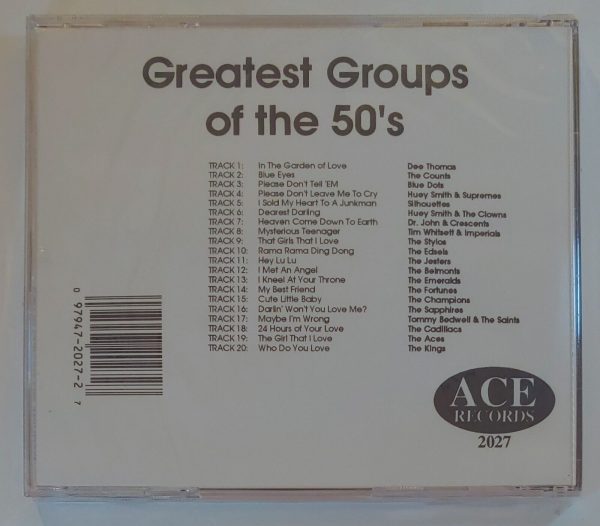 Greatest Groups
of the 50's
TRACK 1: In The Garden of Love Dee Thomas
TRACK 2: Blue Eyes The Counts
TRACK 3: Please Don't Tell 'EM Blue Dots
TRACK 4: Please Don't Leave Me To Cry Huey Smith & Supremes
TRACK 5: I Sold My Heart To A Junkman Silhouettes
TRACK 6: Dearest Darling Huey Smith & The Clowns
TRACK 7: Heaven Come Down To Earth Dr. John & Crescents
TRACK 8: Mysterious Teenager Tim Whitsett & Imperials
TRACK 9: That Girls That I Love The Stylos
TRACK 10: Rama Rama Ding Dong The Edsels
TRACK 11: Hey Lu Lu The Jesters
TRACK 12: I Met An Angel The Belmonts
TRACK 13: I Kneel At Your Throne The Emeralds
TRACK 14: My Best Friend The Fortunes
TRACK 15: Cute Little Baby The Champions
TRACK 16: Darlin' Won't You Love Me? The Sapphires
TRACK 17: Maybe I'm Wrong Tommy Bedwell & The Saints
TRACK 18: 24 Hours of Your Love The Cadillacs
TRACK 19: The Girl That I Love The Aces
TRACK 20: Who Do You Love The Kings
0 97947-2027-2 7
ACE
RECORDS
2027